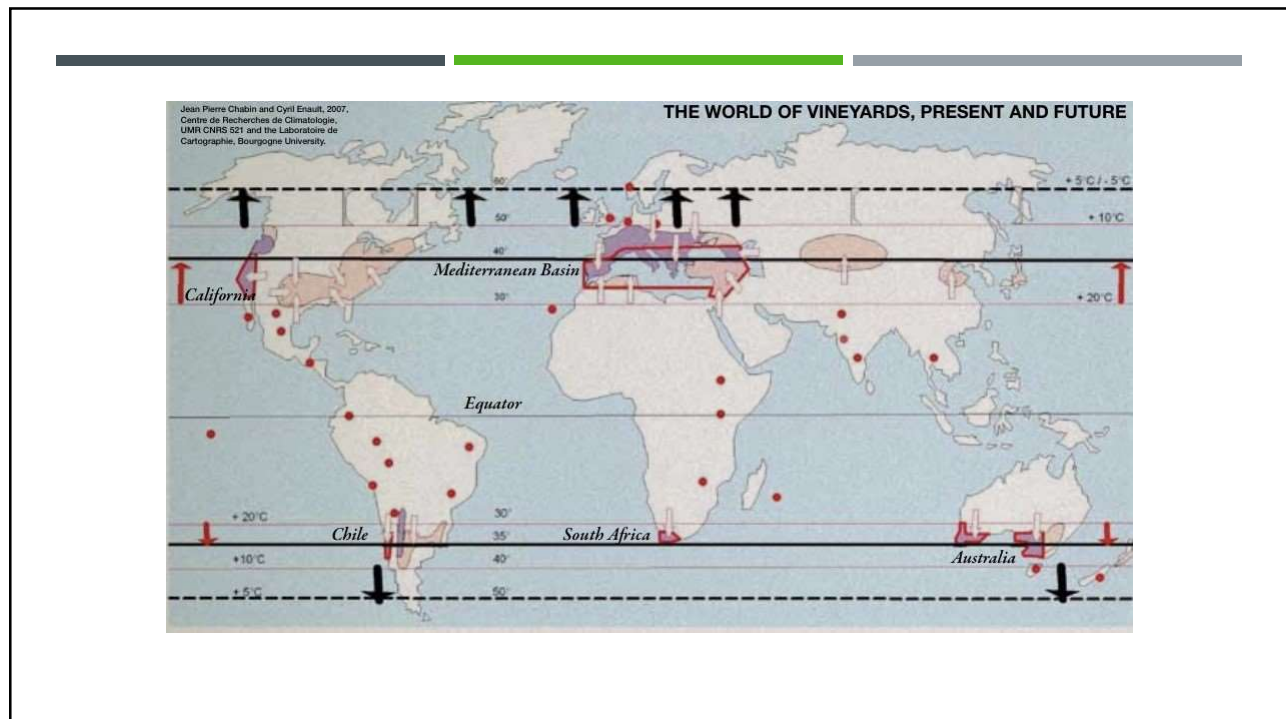 Jean Pierre Chabin and Cyril Enault, 2007,
Centre de Recherches de Climatologie,
UMR CNRS 521 and the Laboratoire de
Cartographie, Bourgogne University.
THE WORLD OF VINEYARDS, PRESENT AND FUTURE
60°
+ 5°C / - 5°C
50°
+ 10°C
40°
Mediterranean Basin
California
30°
+ 20°C
Equator
+ 20°C
30°
Chile
35°
South Africa
Australia
+10°C
40°
+ 5°C
50°